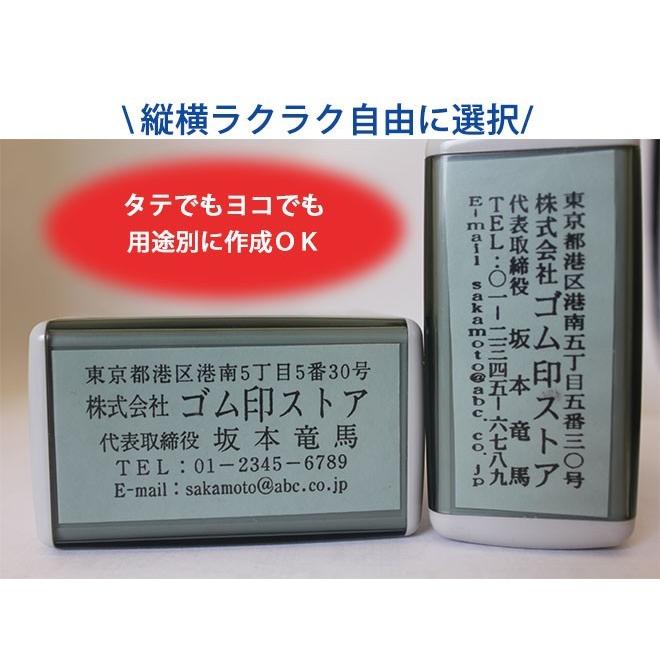 \縦横ラクラク自由に選択/
タテでもヨコでも
用途別に作成OK
東京都港区港南5丁目5番30号
株式会社 ゴム印ストア
代表取締役 坂本竜馬
TEL:01-2345-6789
E-mail:sakamoto@abc.co.jp
東京都港区港南五丁目五番三〇号
株式会社 ゴム印ストア
代表取締役 坂本竜馬
TEL:〇一-二三四五-六七八九
E-mail sakamoto@abc.co.jp